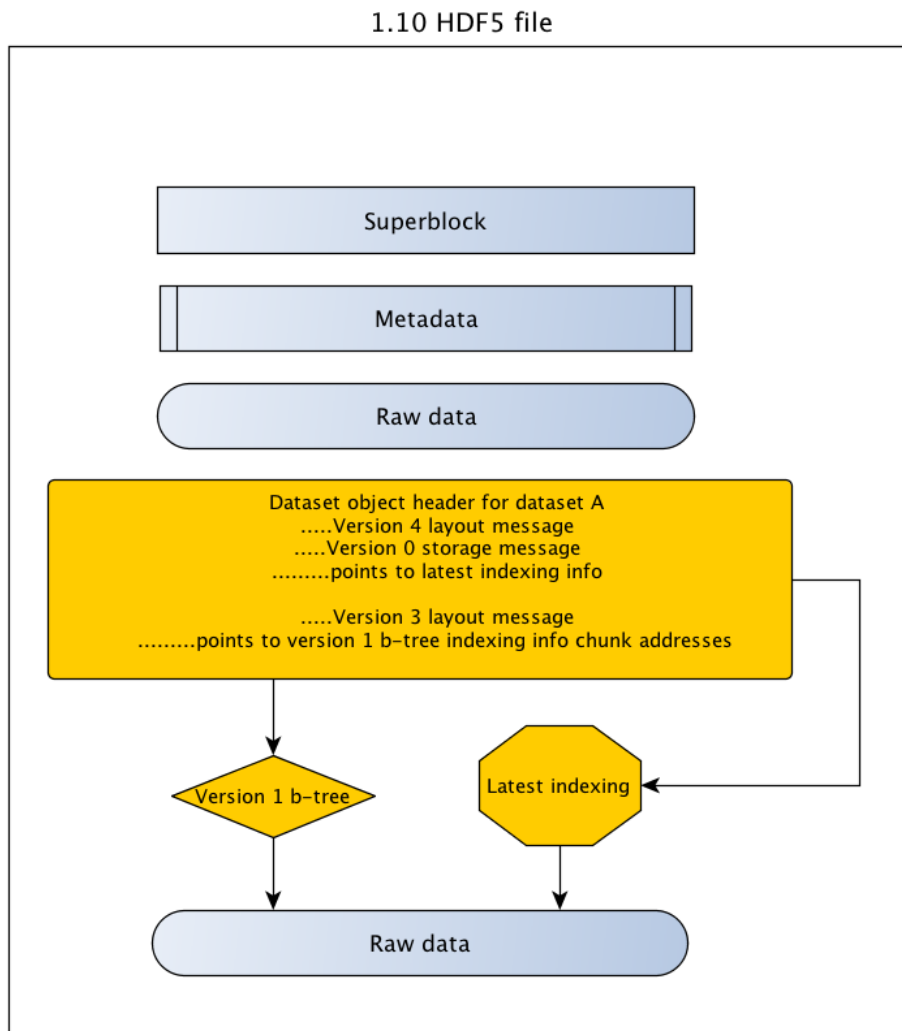 1.10 HDF5 file
Superblock
Metadata
Raw data
Dataset object header for dataset A
.....Version 4 layout message
.....Version 0 storage message
.........points to latest indexing info
.....Version 3 layout message
.........points to version 1 b-tree indexing info chunk addresses
Version 1 b-tree
Latest indexing
Raw data